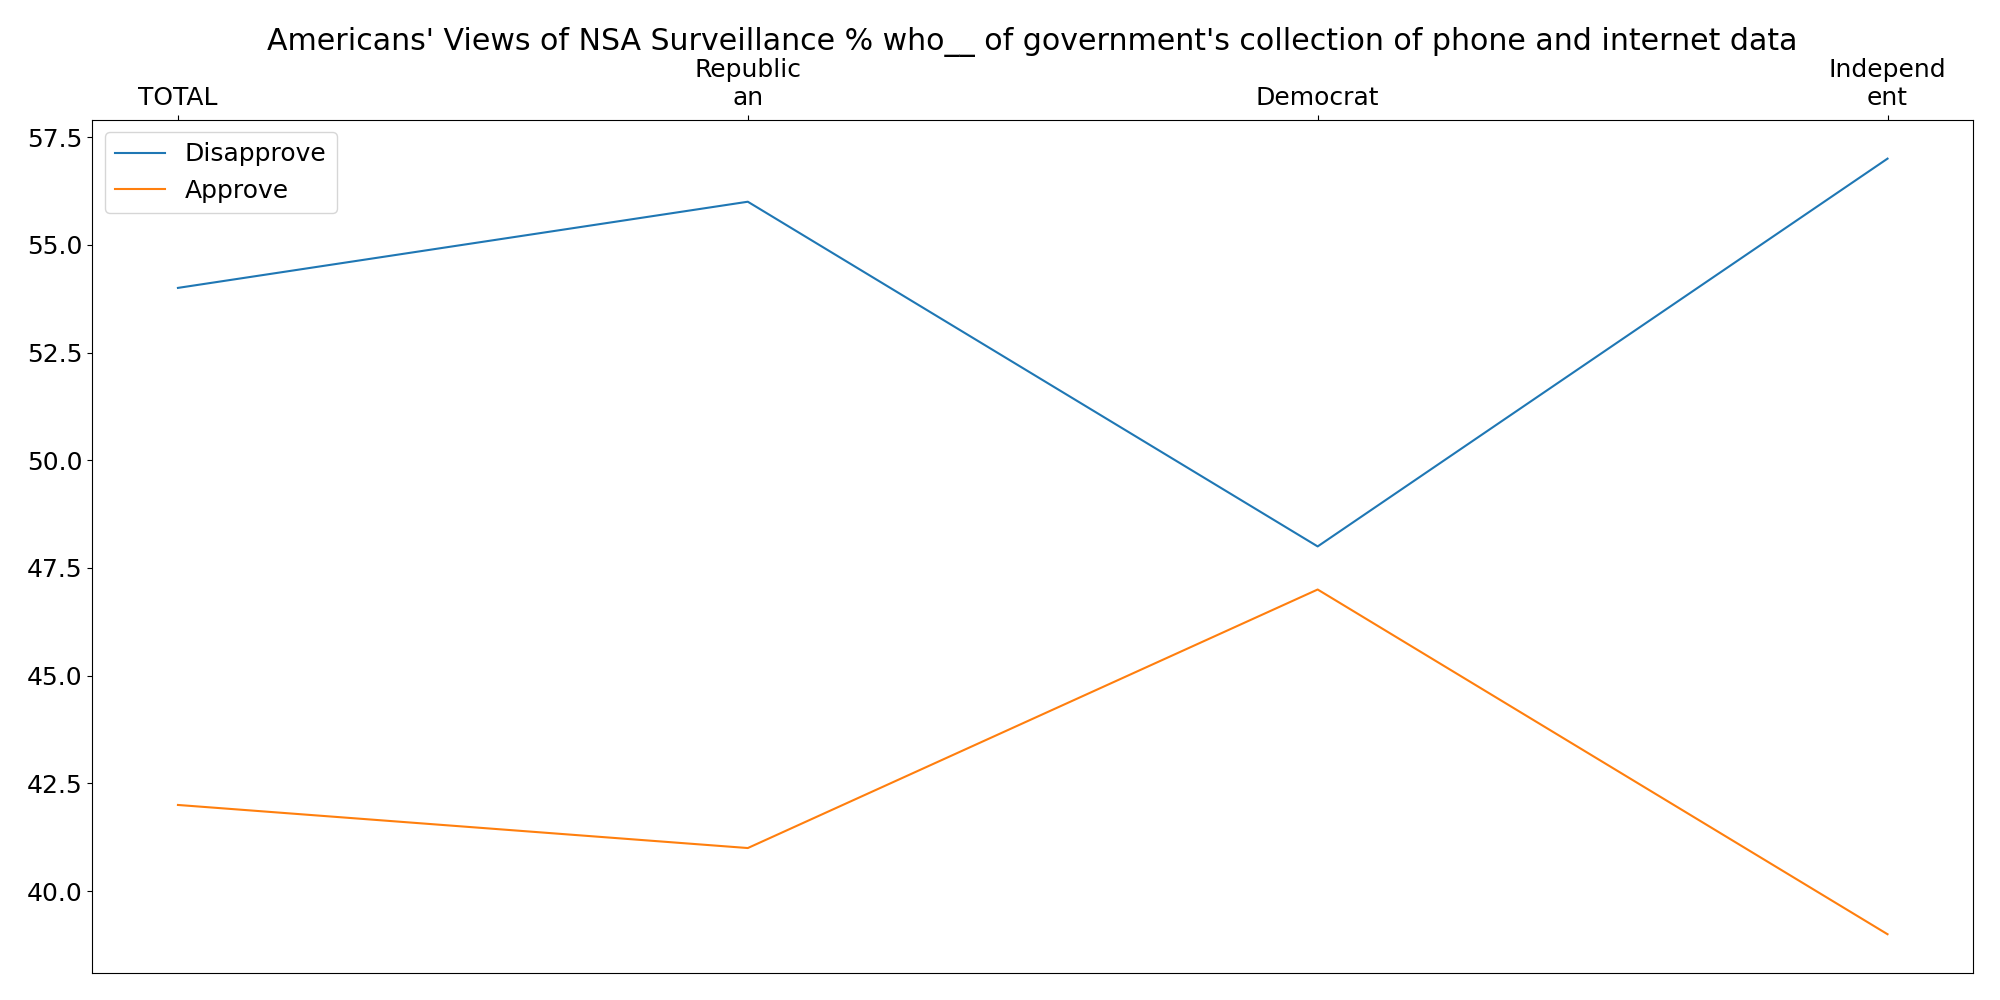 Americans' Views of NSA Surveillance % who__ of government's collection of phone and internet data
TOTAL
Republic
an
Democrat
Independ
ent
Disapprove
Approve
57.5
55.0
52.5
50.0
47.5
45.0
42.5
40.0